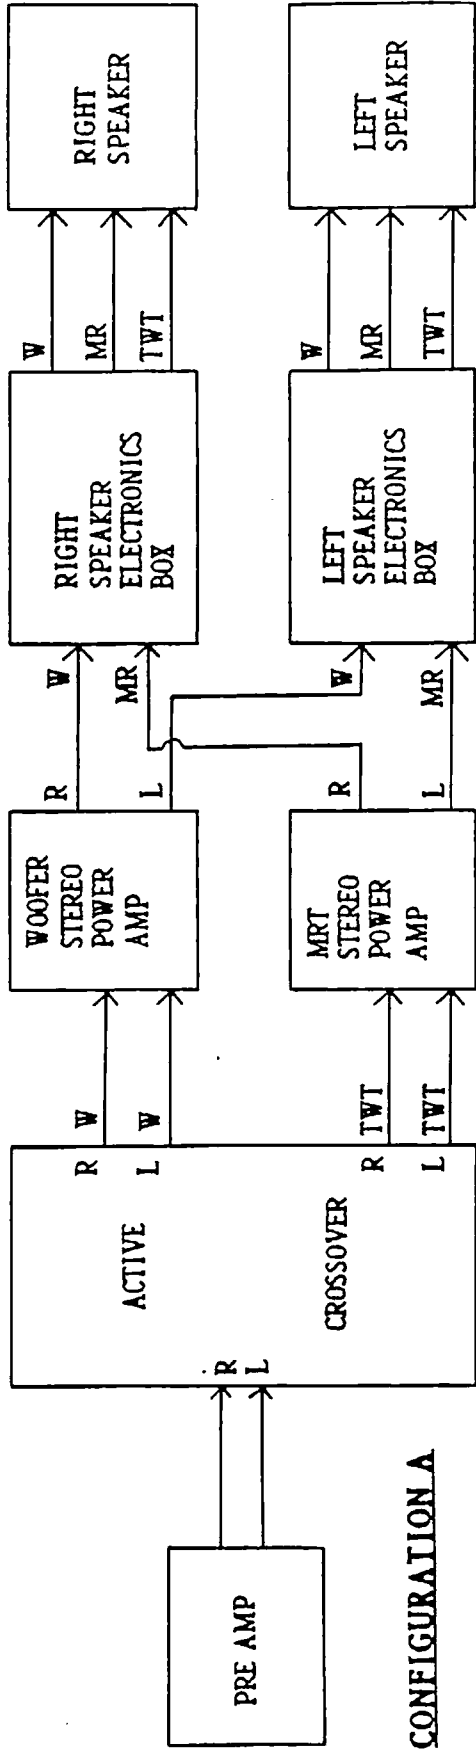 CONFIGURATION A
PRE AMP
R
L
ACTIVE
CROSSOVER
R W
L W
R TWT
L TWT
WOOFER
STEREO
POWER
AMP
MRT
STEREO
POWER
AMP
R W
L MR
R W
L MR
RIGHT
SPEAKER
ELECTRONICS
BOX
LEFT
SPEAKER
ELECTRONICS
BOX
W
MR
TWT
W
MR
TWT
RIGHT
SPEAKER
LEFT
SPEAKER